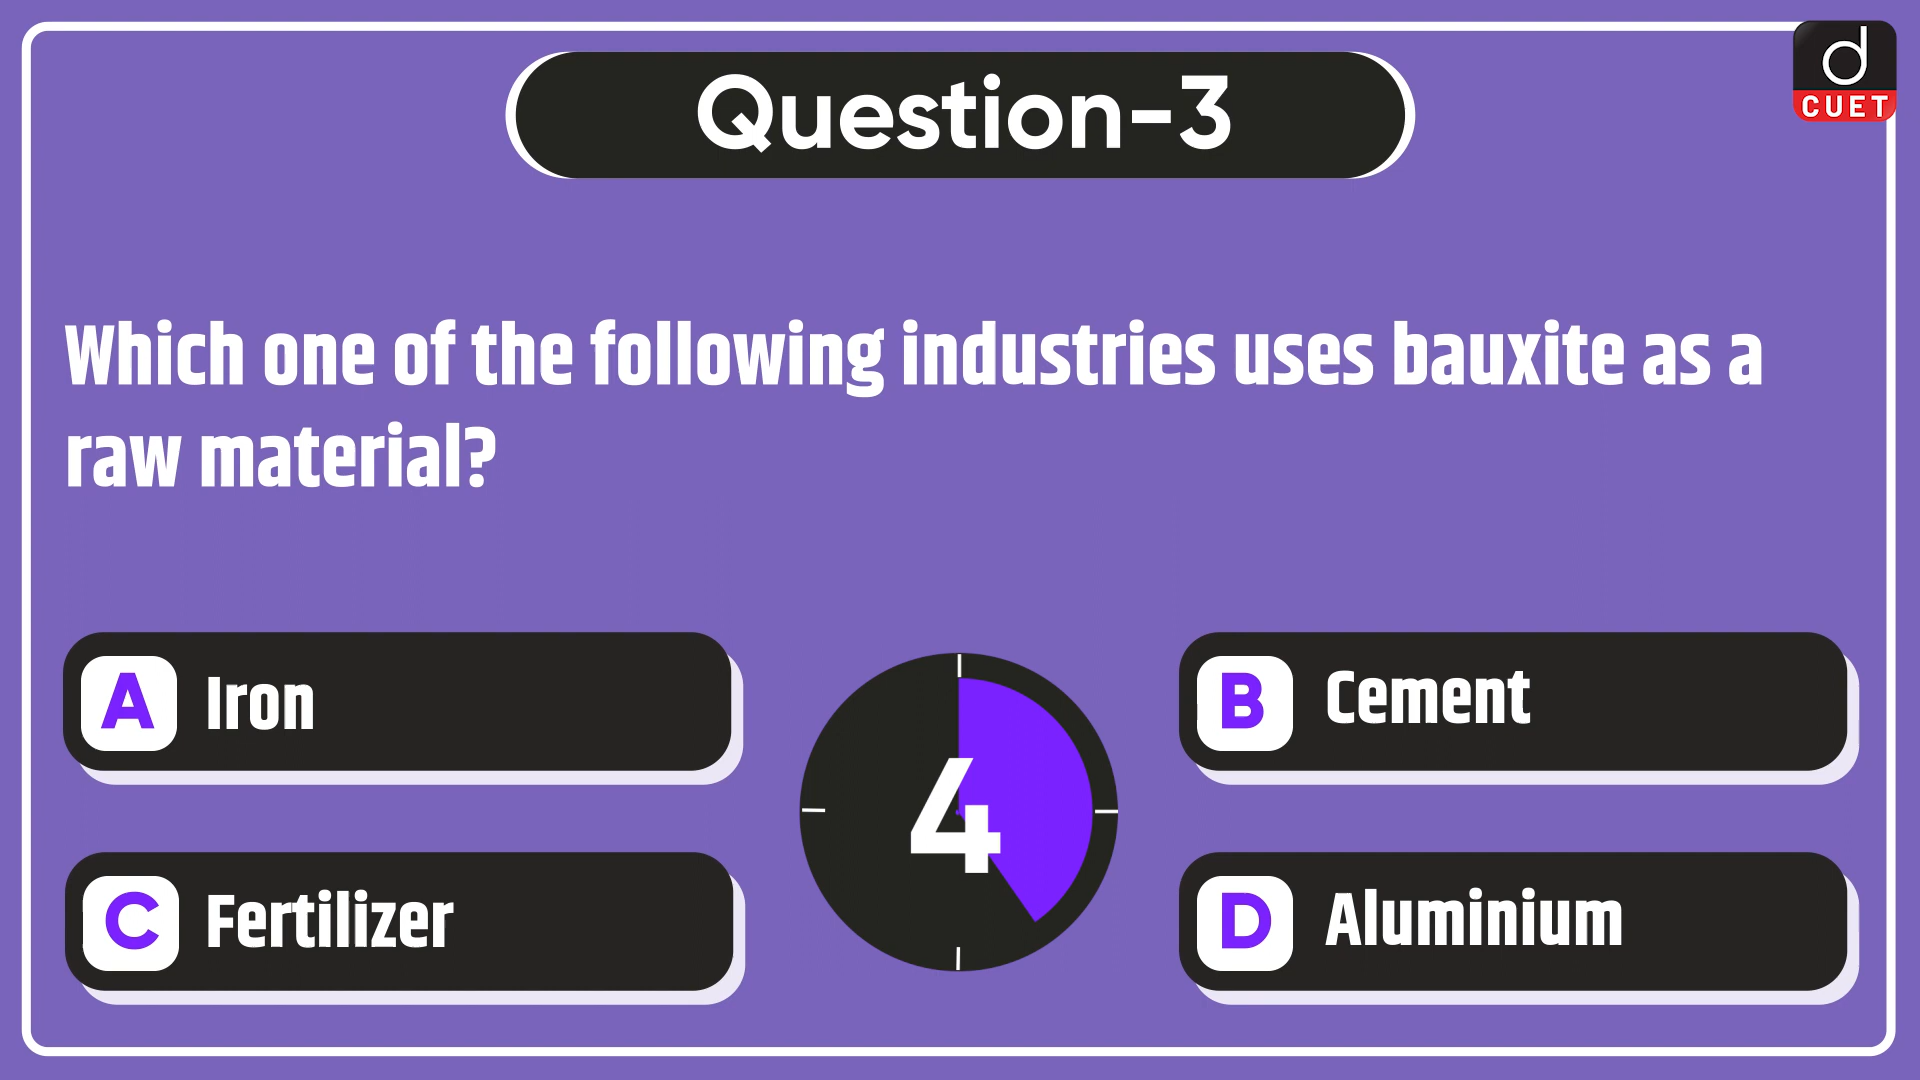 Question-3
d
CUET
Which one of the following industries uses bauxite as a
raw material?
A Iron
B Cement
4
C Fertilizer
D Aluminium